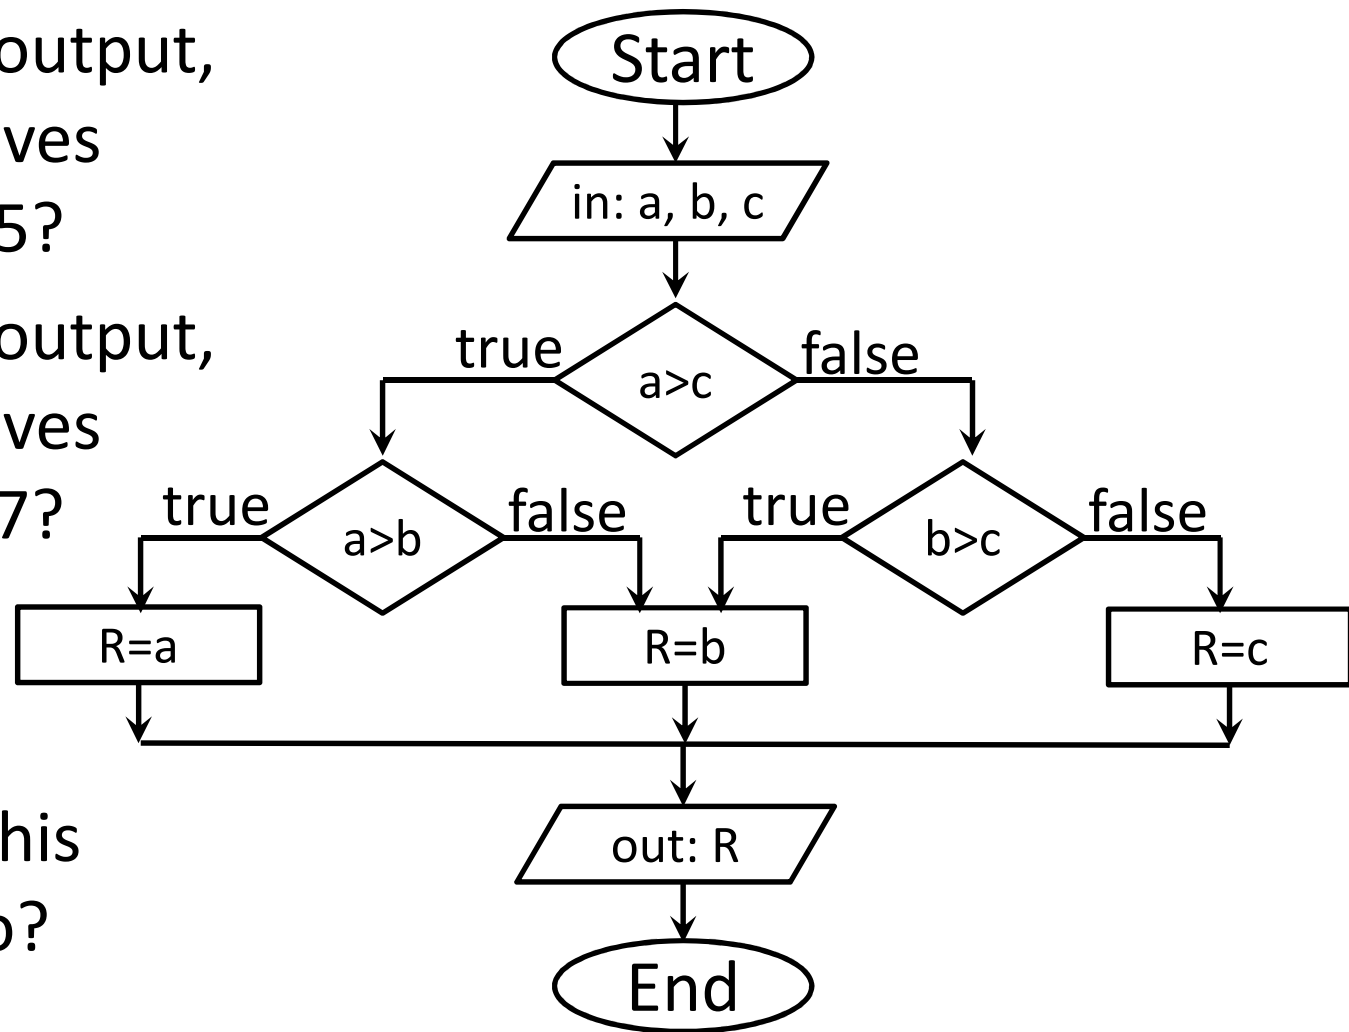 output,
ves
5?
output,
ves
7?
his
o?
Start
in: a, b, c
true
false
a>c
true
false
true
false
a>b
b>c
R=a
R=b
R=c
out: R
End